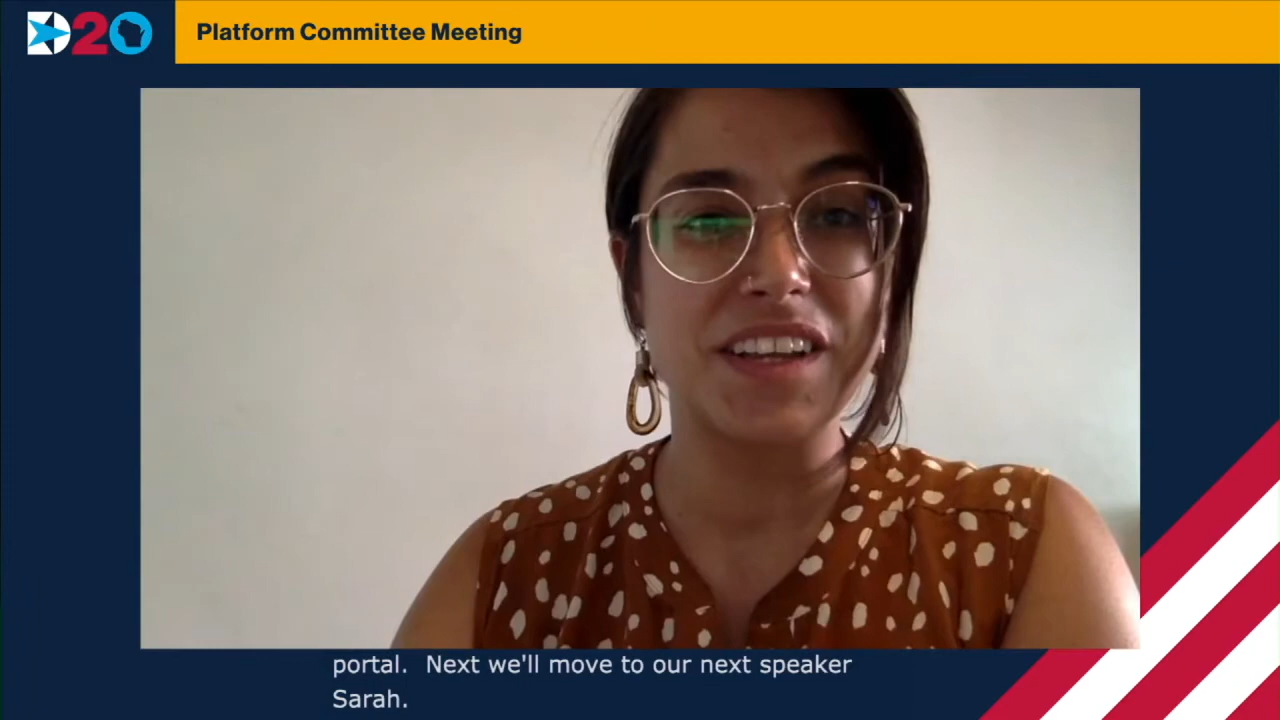 D20
Platform Committee Meeting
portal.  Next we'll move to our next speaker
Sarah.